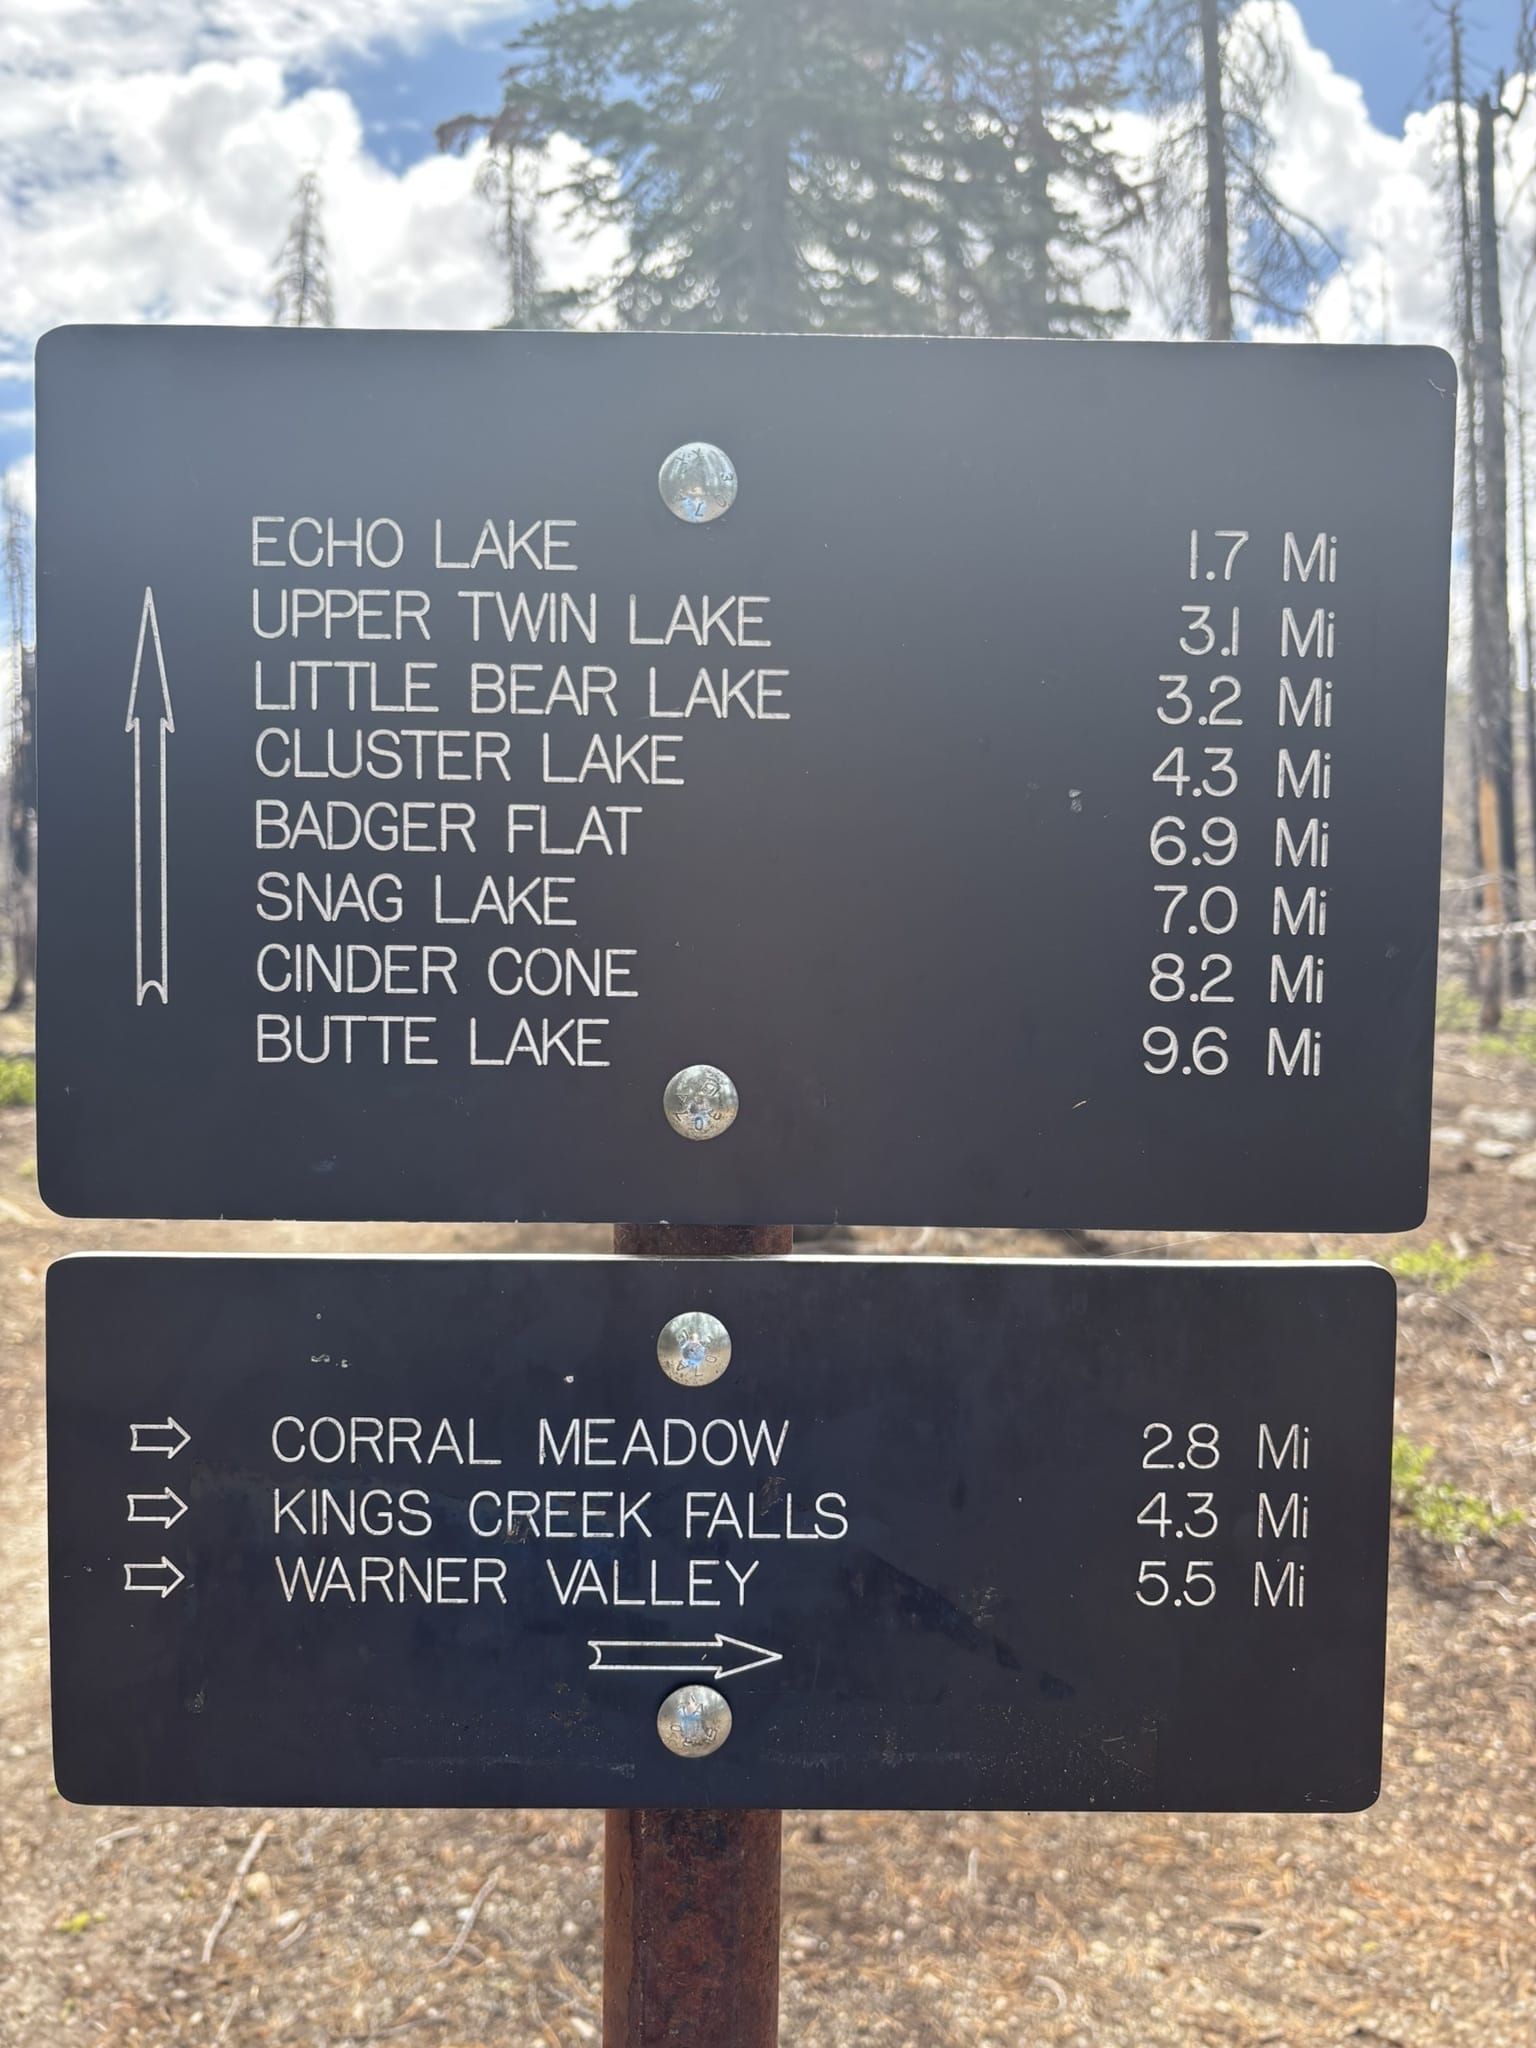 ECHO LAKE 1.7 Mi
UPPER TWIN LAKE 3.1 Mi
LITTLE BEAR LAKE 3.2 Mi
CLUSTER LAKE 4.3 Mi
BADGER FLAT 6.9 Mi
SNAG LAKE 7.0 Mi
CINDER CONE 8.2 Mi
BUTTE LAKE 9.6 Mi
CORRAL MEADOW 2.8 Mi
KINGS CREEK FALLS 4.3 Mi
WARNER VALLEY 5.5 Mi